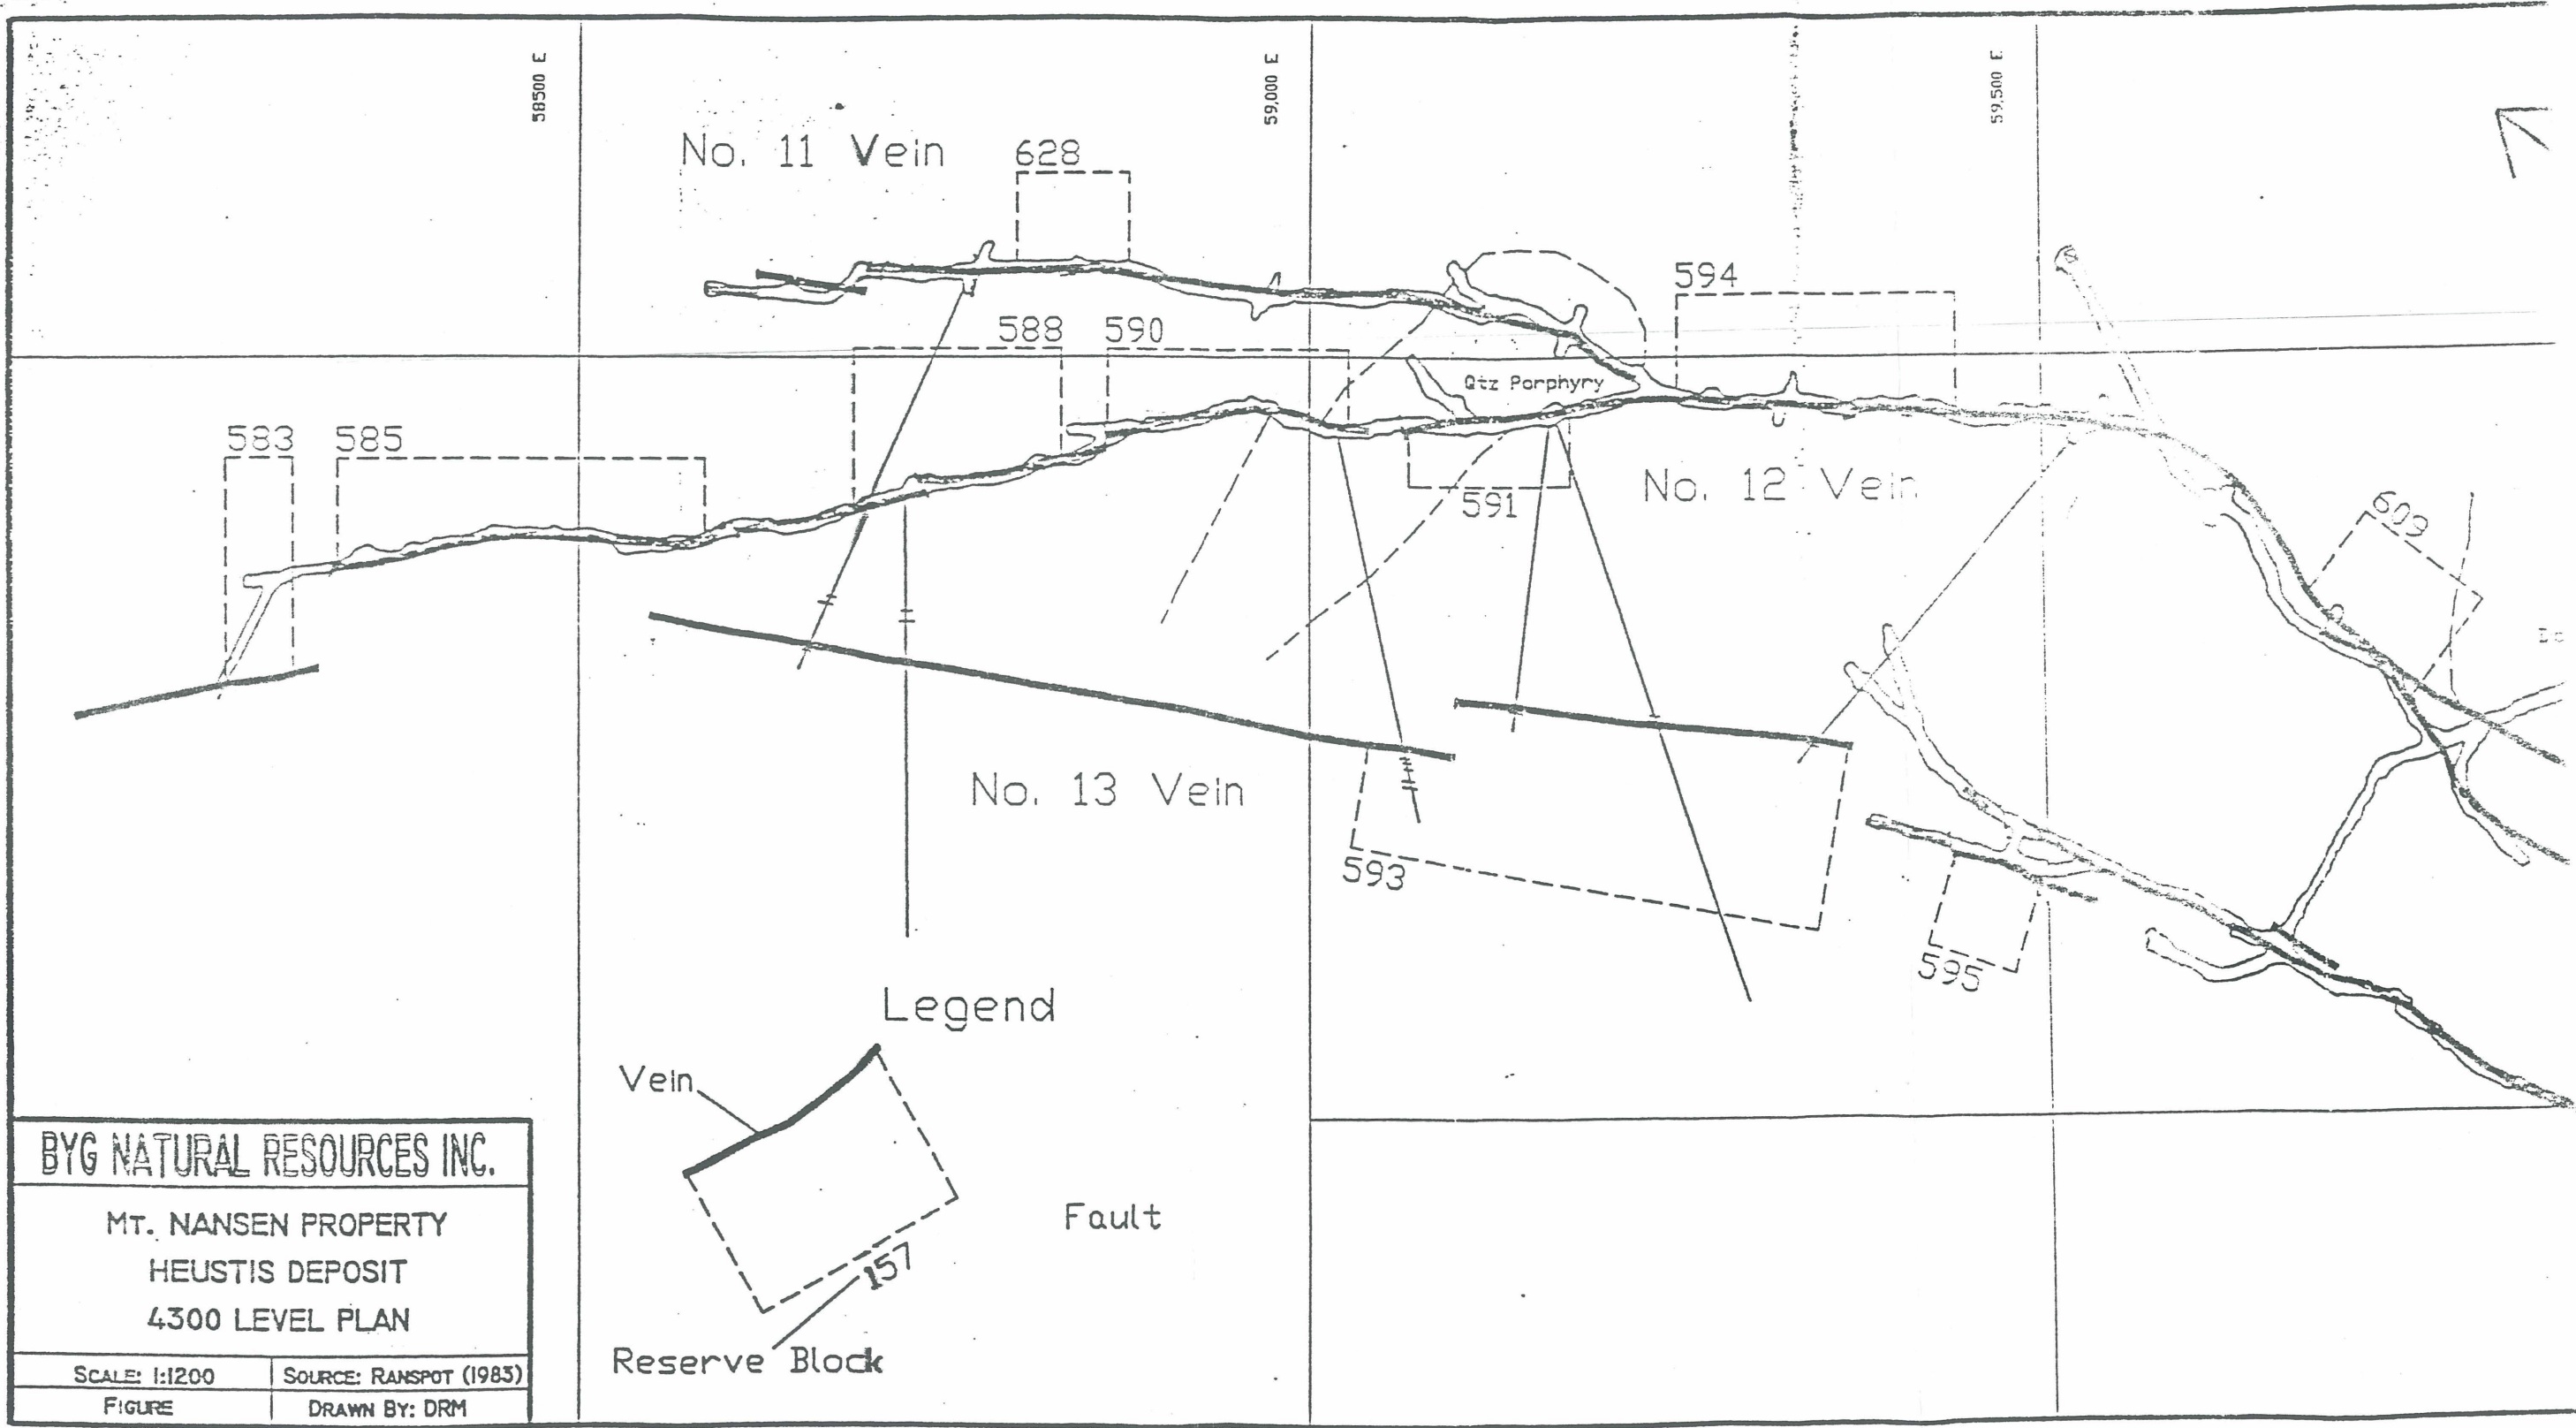 58500 E
59,000 E
59,500 E
No. 11 Vein
628
594
588
590
Qtz Porphyry
583
585
591
No. 12 Vein
609
No. 13 Vein
593
595
Legend
Vein
157
Fault
Reserve Block
BYG NATURAL RESOURCES INC.
MT. NANSEN PROPERTY
HEUSTIS DEPOSIT
4300 LEVEL PLAN
SCALE: 1:1200
SOURCE: RANSPOT (1983)
FIGURE
DRAWN BY: DRM